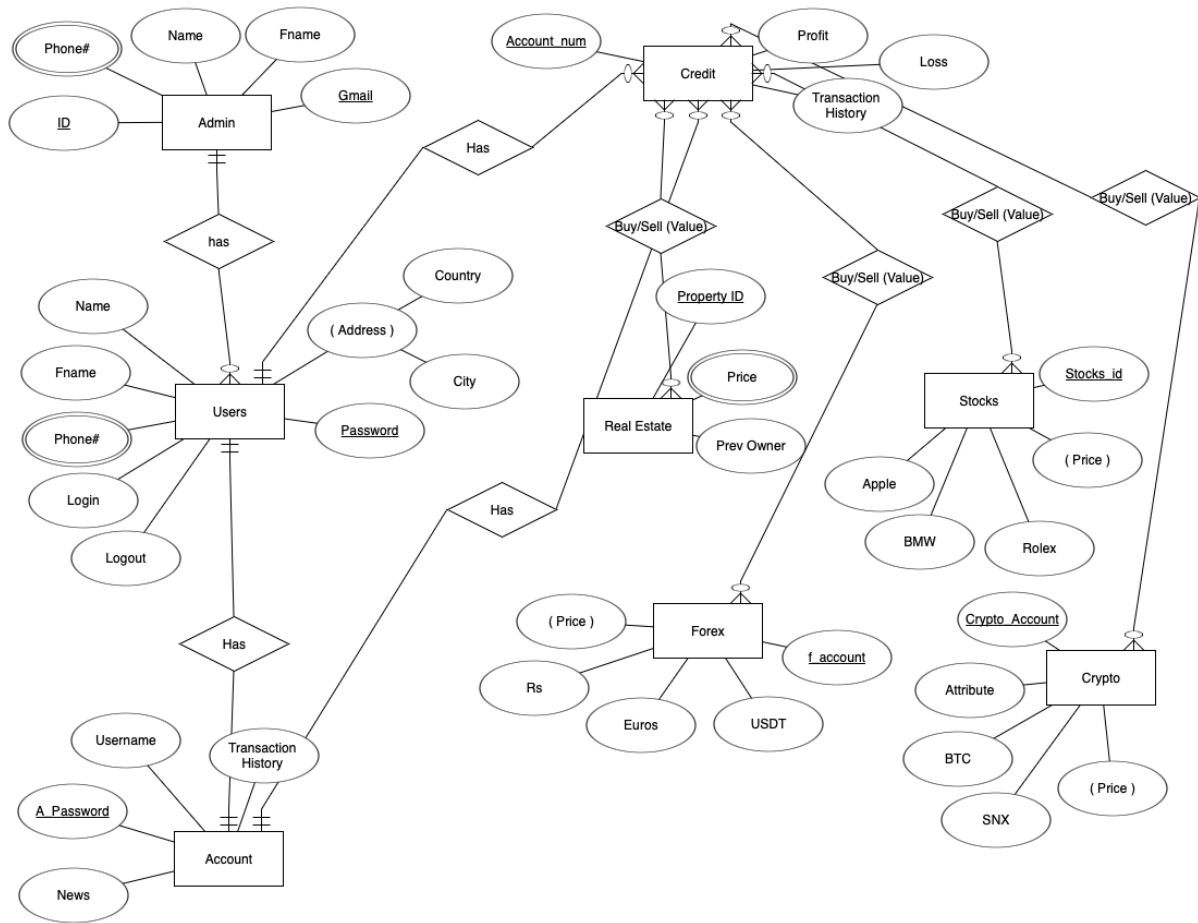 Phone#
Name
Fname
ID
Gmail
Admin
has
Account_num
Profit
Credit
Loss
Transaction
History
Has
Buy/Sell (Value)
Buy/Sell (Value)
Buy/Sell (Value)
Buy/Sell (Value)
Name
Country
Fname
( Address )
City
Phone#
Users
Password
Login
Logout
Property ID
Price
Real Estate
Prev Owner
Stocks_id
Stocks
( Price )
Apple
BMW
Rolex
Has
Has
( Price )
Forex
f_account
Rs
Euros
USDT
Crypto_Account
Attribute
Crypto
BTC
SNX
( Price )
Username
Transaction
History
A_Password
Account
News